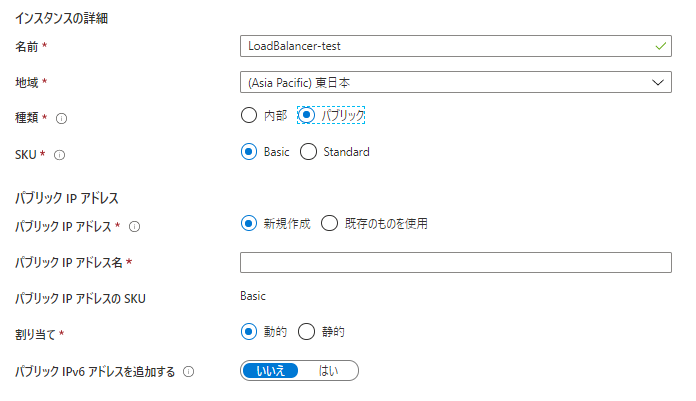 インスタンスの詳細
名前 * LoadBalancer-test
地域 * (Asia Pacific) 東日本
種類 * 内部 パブリック
SKU * Basic Standard
パブリック IP アドレス
パブリック IP アドレス * 新規作成 既存のものを使用
パブリック IP アドレス名 *
パブリック IP アドレスの SKU Basic
割り当て * 動的 静的
パブリック IPv6 アドレスを追加する いいえ はい